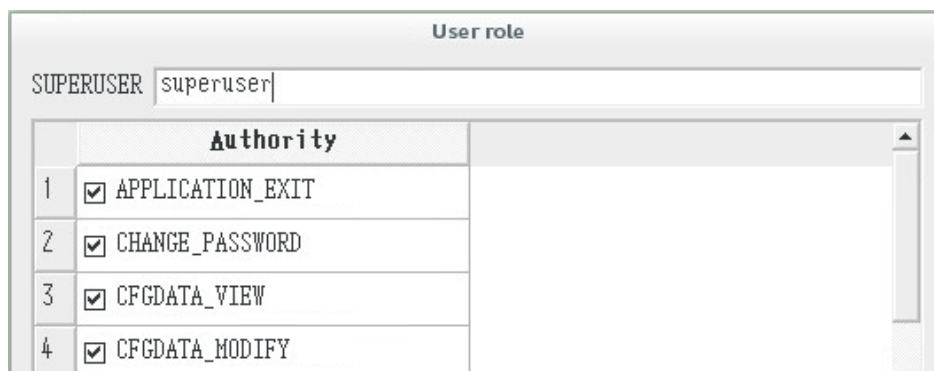 User role
SUPERUSER superuser
Authority
1 APPLICATION_EXIT
2 CHANGE_PASSWORD
3 CFGDATA_VIEW
4 CFGDATA_MODIFY